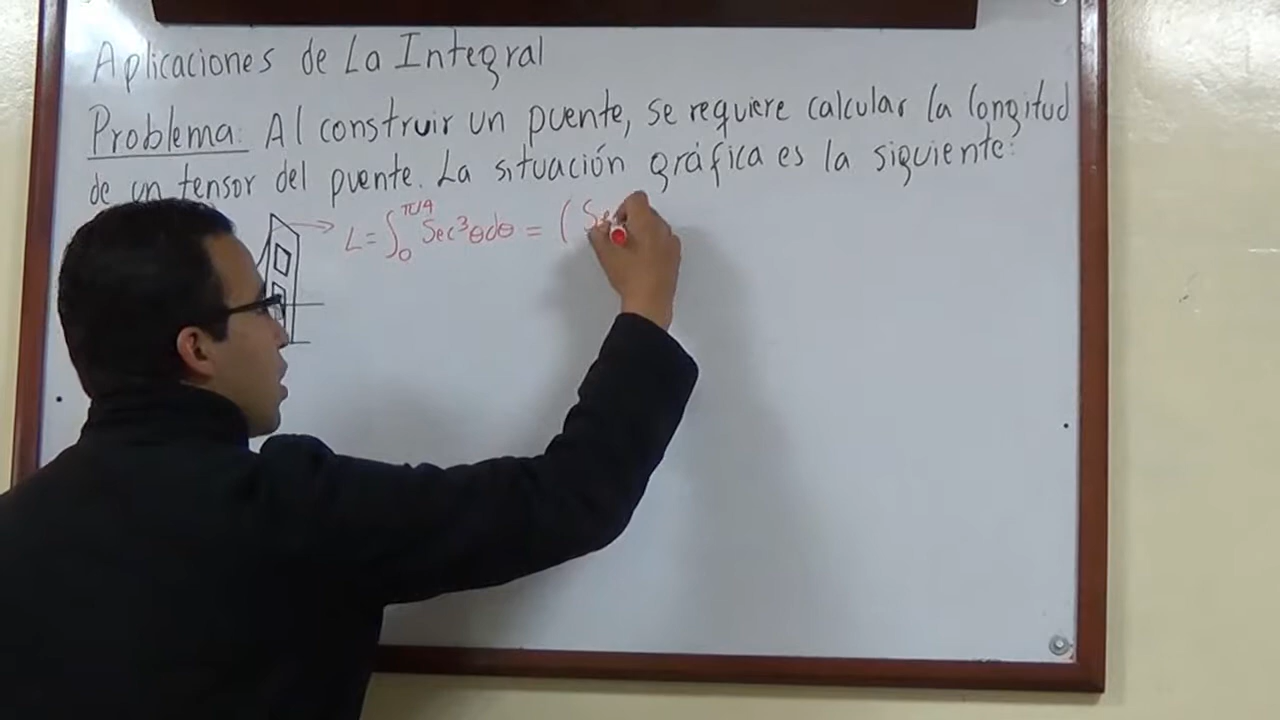 Aplicaciones de La Integral
Problema: Al construir un puente, se requiere calcular la longitud
de un tensor del puente. La situación gráfica es la siguiente:
L = ∫₀^π/4 Sec³θdθ = ( Se